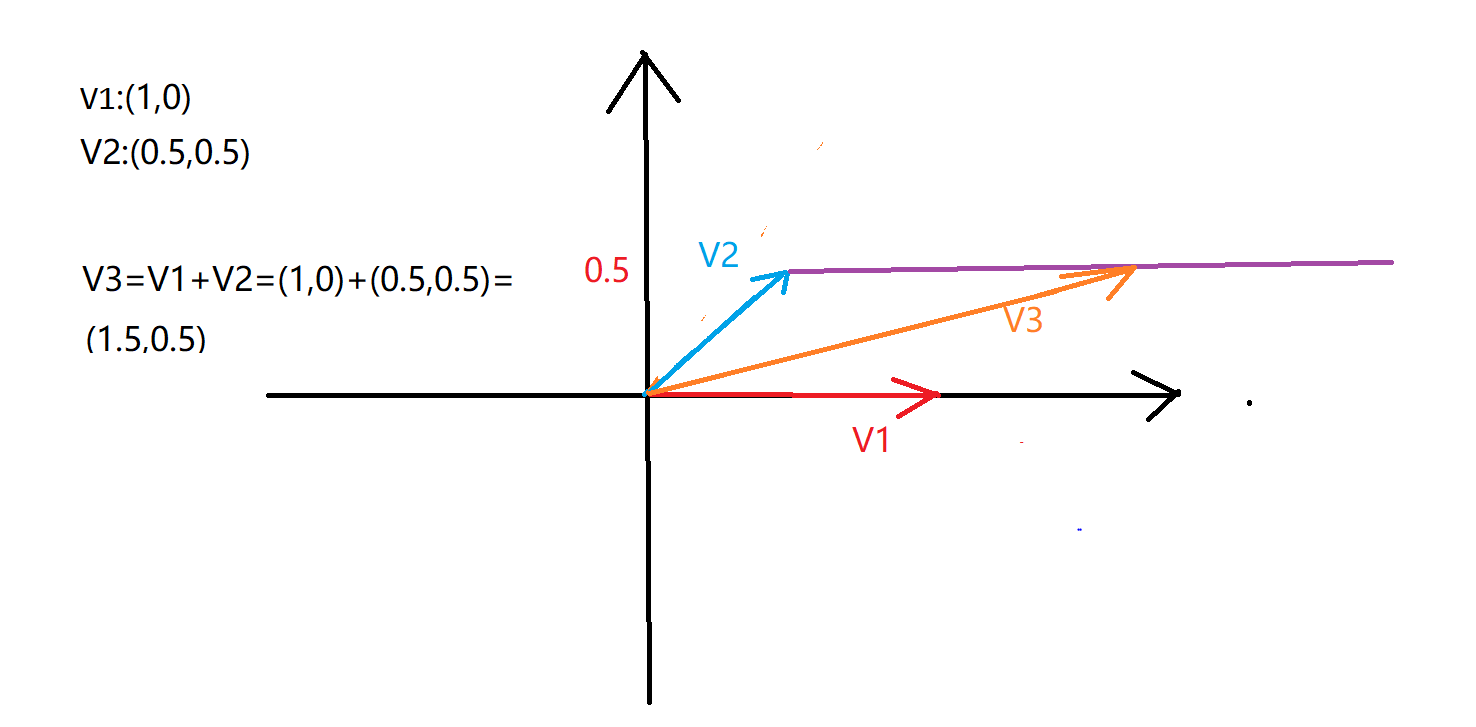 V1:(1,0)
V2:(0.5,0.5)
V3=V1+V2=(1,0)+(0.5,0.5)=
(1.5,0.5)
0.5
V2
V3
V1